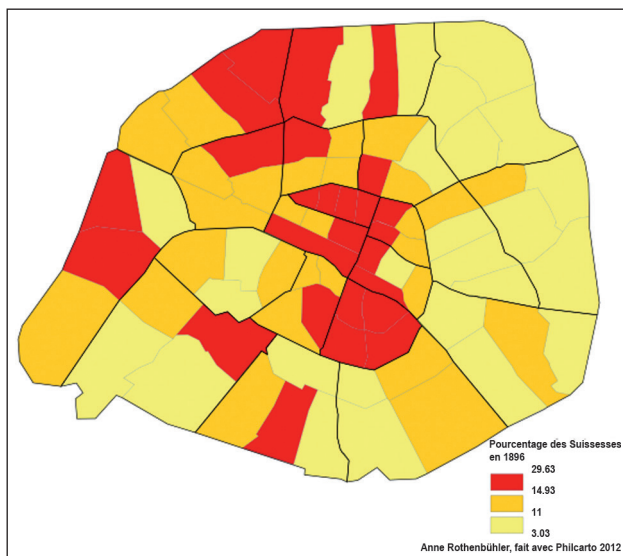 Pourcentage des Suissesses
en 1896
29.63
14.93
11
3.03
Anne Rothenbühler, fait avec Philcarto 2012